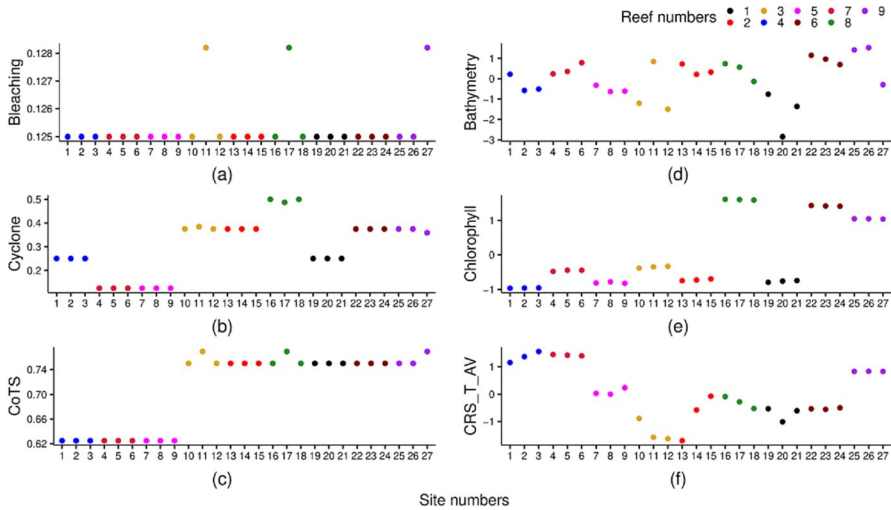 Reef numbers
1 3 5 7 9
2 4 6 8
Bleaching
0.128
0.127
0.126
0.125
1 2 3 4 5 6 7 8 9 10 11 12 13 14 15 16 17 18 19 20 21 22 23 24 25 26 27
(a)
Bathymetry
1
0
−1
−2
−3
1 2 3 4 5 6 7 8 9 10 11 12 13 14 15 16 17 18 19 20 21 22 23 24 25 26 27
(d)
Cyclone
0.5
0.4
0.3
0.2
1 2 3 4 5 6 7 8 9 10 11 12 13 14 15 16 17 18 19 20 21 22 23 24 25 26 27
(b)
Chlorophyll
1
0
−1
1 2 3 4 5 6 7 8 9 10 11 12 13 14 15 16 17 18 19 20 21 22 23 24 25 26 27
(e)
CoTS
0.74
0.70
0.66
0.62
1 2 3 4 5 6 7 8 9 10 11 12 13 14 15 16 17 18 19 20 21 22 23 24 25 26 27
(c)
CRS_T_AV
1
0
−1
1 2 3 4 5 6 7 8 9 10 11 12 13 14 15 16 17 18 19 20 21 22 23 24 25 26 27
(f)
Site numbers